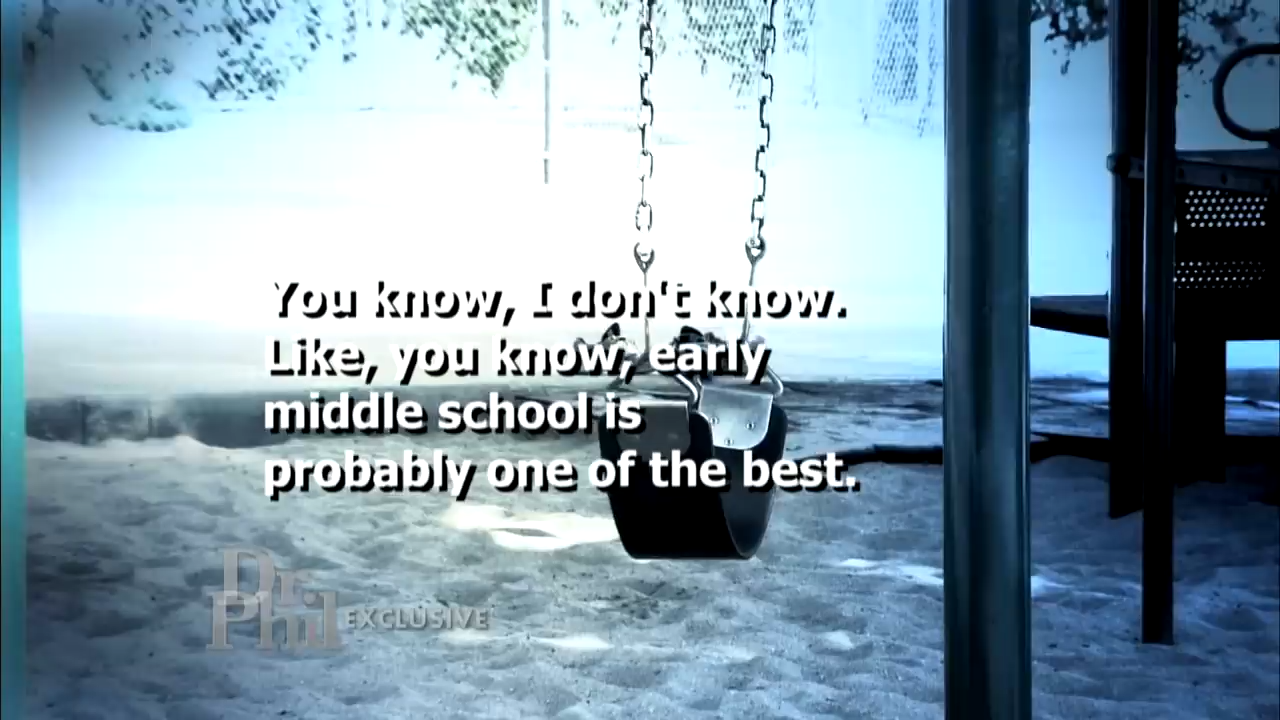 You know, I don't know.
Like, you know, early
middle school is
probably one of the best.
Dr.
Phil EXCLUSIVE